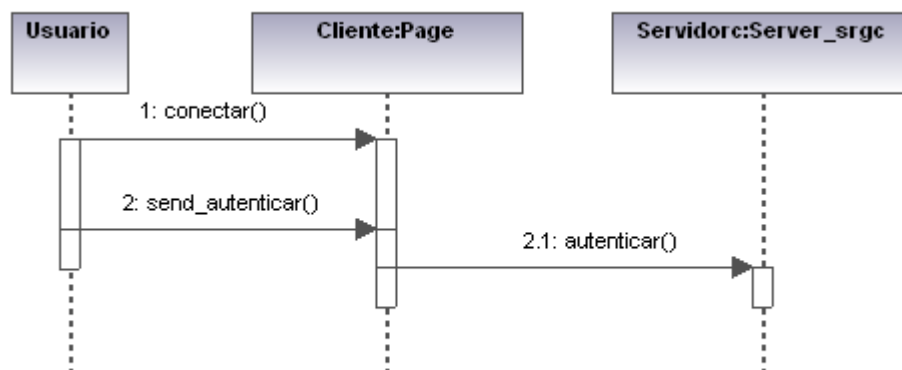 Usuario
Cliente:Page
Servidorc:Server_srgc
1: conectar()
2: send_autenticar()
2.1: autenticar()